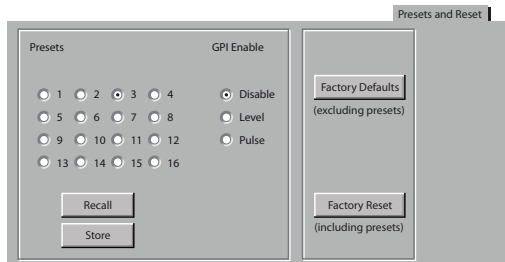 Presets and Reset
Presets
GPI Enable
1 2 3 4
Disable
5 6 7 8
Level
9 10 11 12
Pulse
13 14 15 16
Recall
Store
Factory Defaults
(excluding presets)
Factory Reset
(including presets)